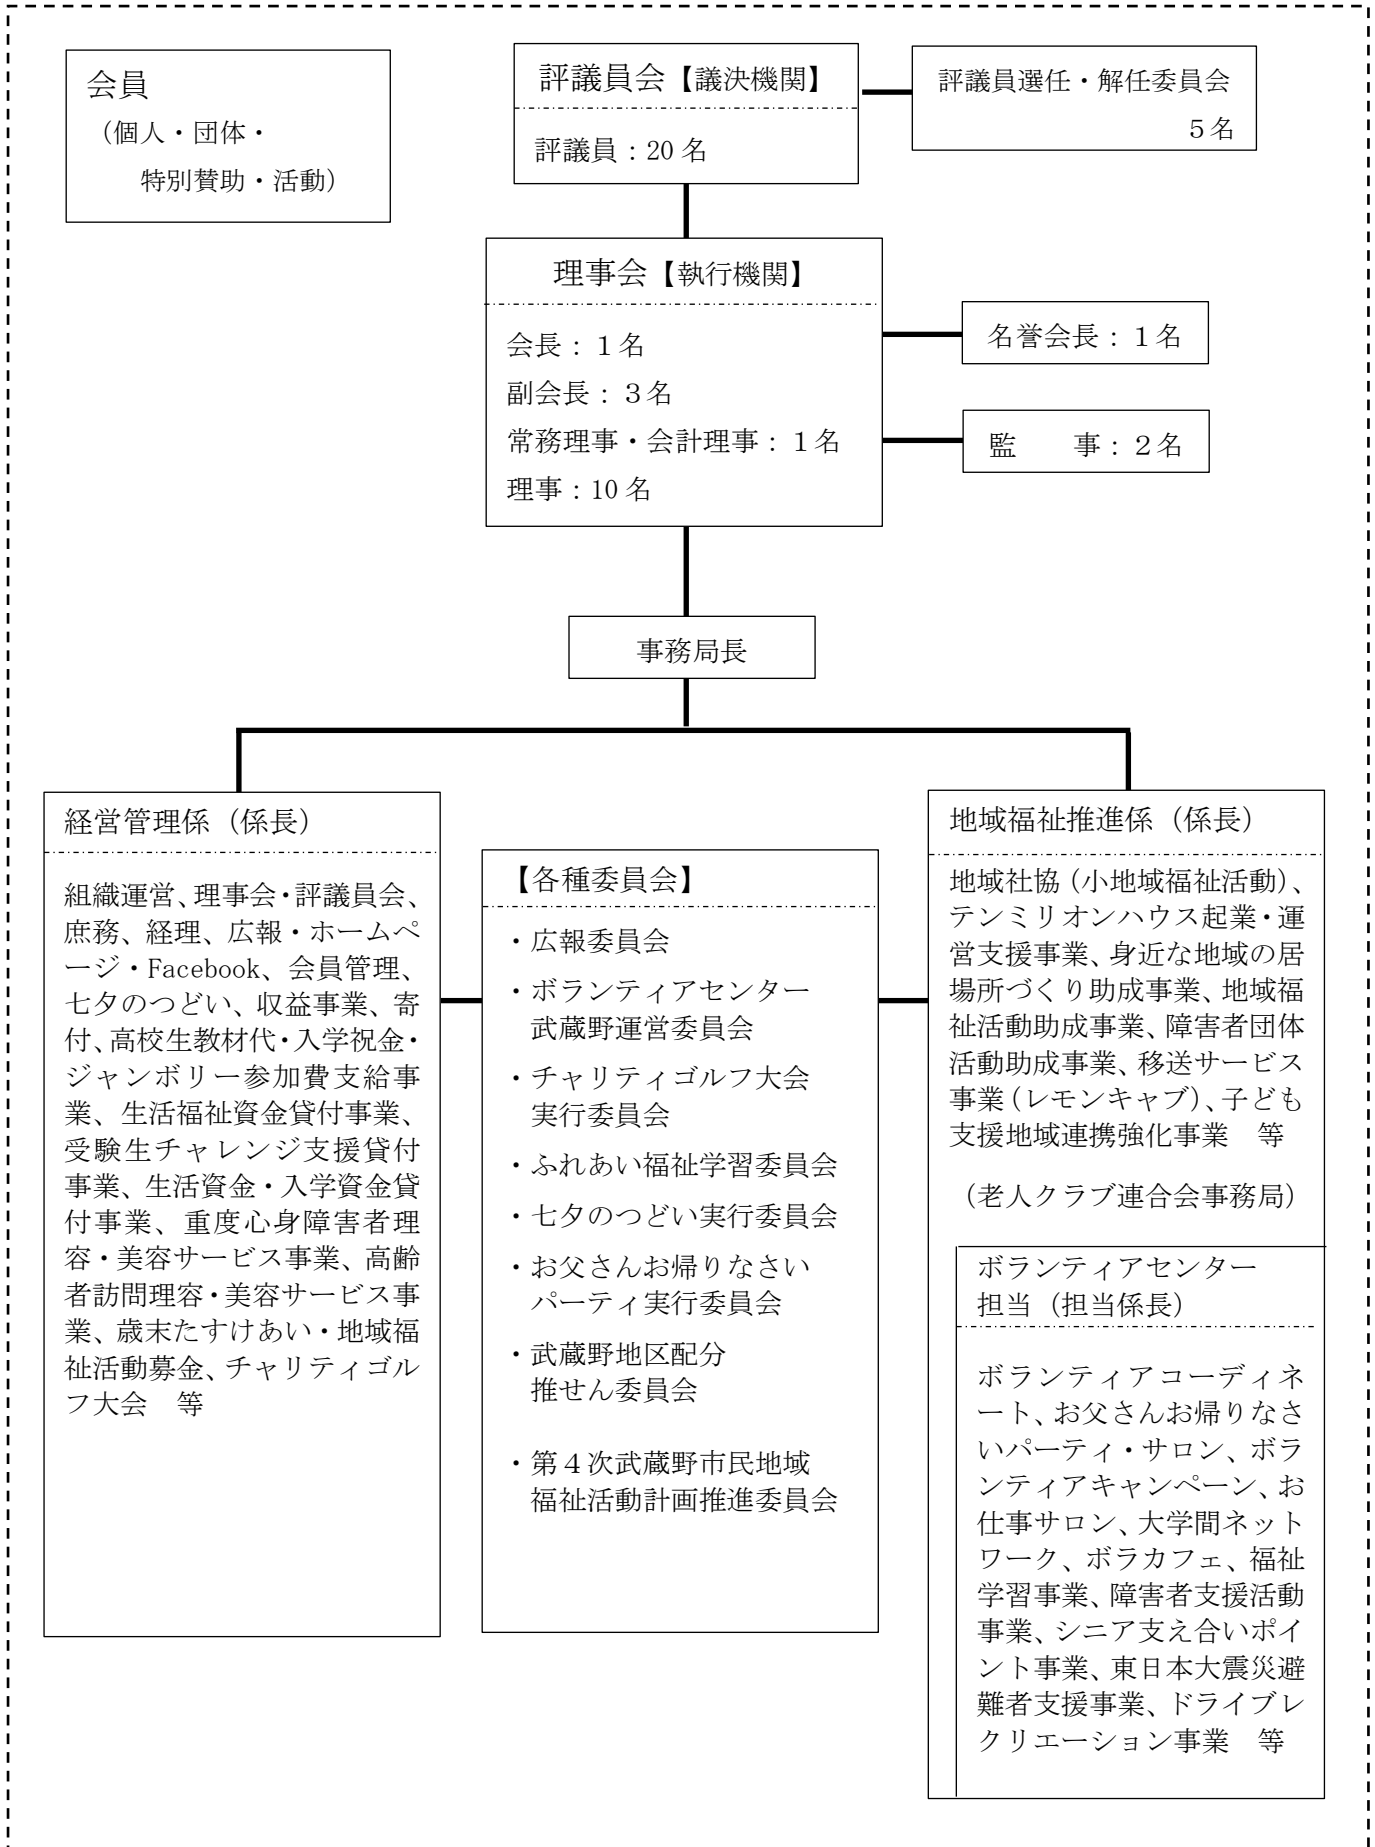 会員
（個人・団体・
特別賛助・活動）
評議員会【議決機関】
評議員：20 名
評議員選任・解任委員会
５名
理事会【執行機関】
会長：１名
副会長：３名
常務理事・会計理事：１名
理事：10 名
名誉会長：１名
監　　事：２名
事務局長
経営管理係（係長）
組織運営、理事会・評議員会、
庶務、経理、広報・ホームペ
ージ・Facebook、会員管理、
七夕のつどい、収益事業、寄
付、高校生教材代・入学祝金・
ジャンボリー参加費支給事
業、生活福祉資金貸付事業、
受験生チャレンジ支援貸付
事業、生活資金・入学資金貸
付事業、重度心身障害者理
容・美容サービス事業、高齢
者訪問理容・美容サービス事
業、歳末たすけあい・地域福
祉活動募金、チャリティゴル
フ大会　等
【各種委員会】
・広報委員会
・ボランティアセンター
武蔵野運営委員会
・チャリティゴルフ大会
実行委員会
・ふれあい福祉学習委員会
・七夕のつどい実行委員会
・お父さんお帰りなさい
パーティ実行委員会
・武蔵野地区配分
推せん委員会
・第４次武蔵野市民地域
福祉活動計画推進委員会
地域福祉推進係（係長）
地域社協（小地域福祉活動）、
テンミリオンハウス起業・運
営支援事業、身近な地域の居
場所づくり助成事業、地域福
祉活動助成事業、障害者団体
活動助成事業、移送サービス
事業（レモンキャブ）、子ども
支援地域連携強化事業　等
（老人クラブ連合会事務局）
ボランティアセンター
担当（担当係長）
ボランティアコーディネ
ート、お父さんお帰りなさ
いパーティ・サロン、ボラ
ンティアキャンペーン、お
仕事サロン、大学間ネット
ワーク、ボラカフェ、福祉
学習事業、障害者支援活動
事業、シニア支え合いポイ
ント事業、東日本大震災避
難者支援事業、ドライブレ
クリエーション事業　等